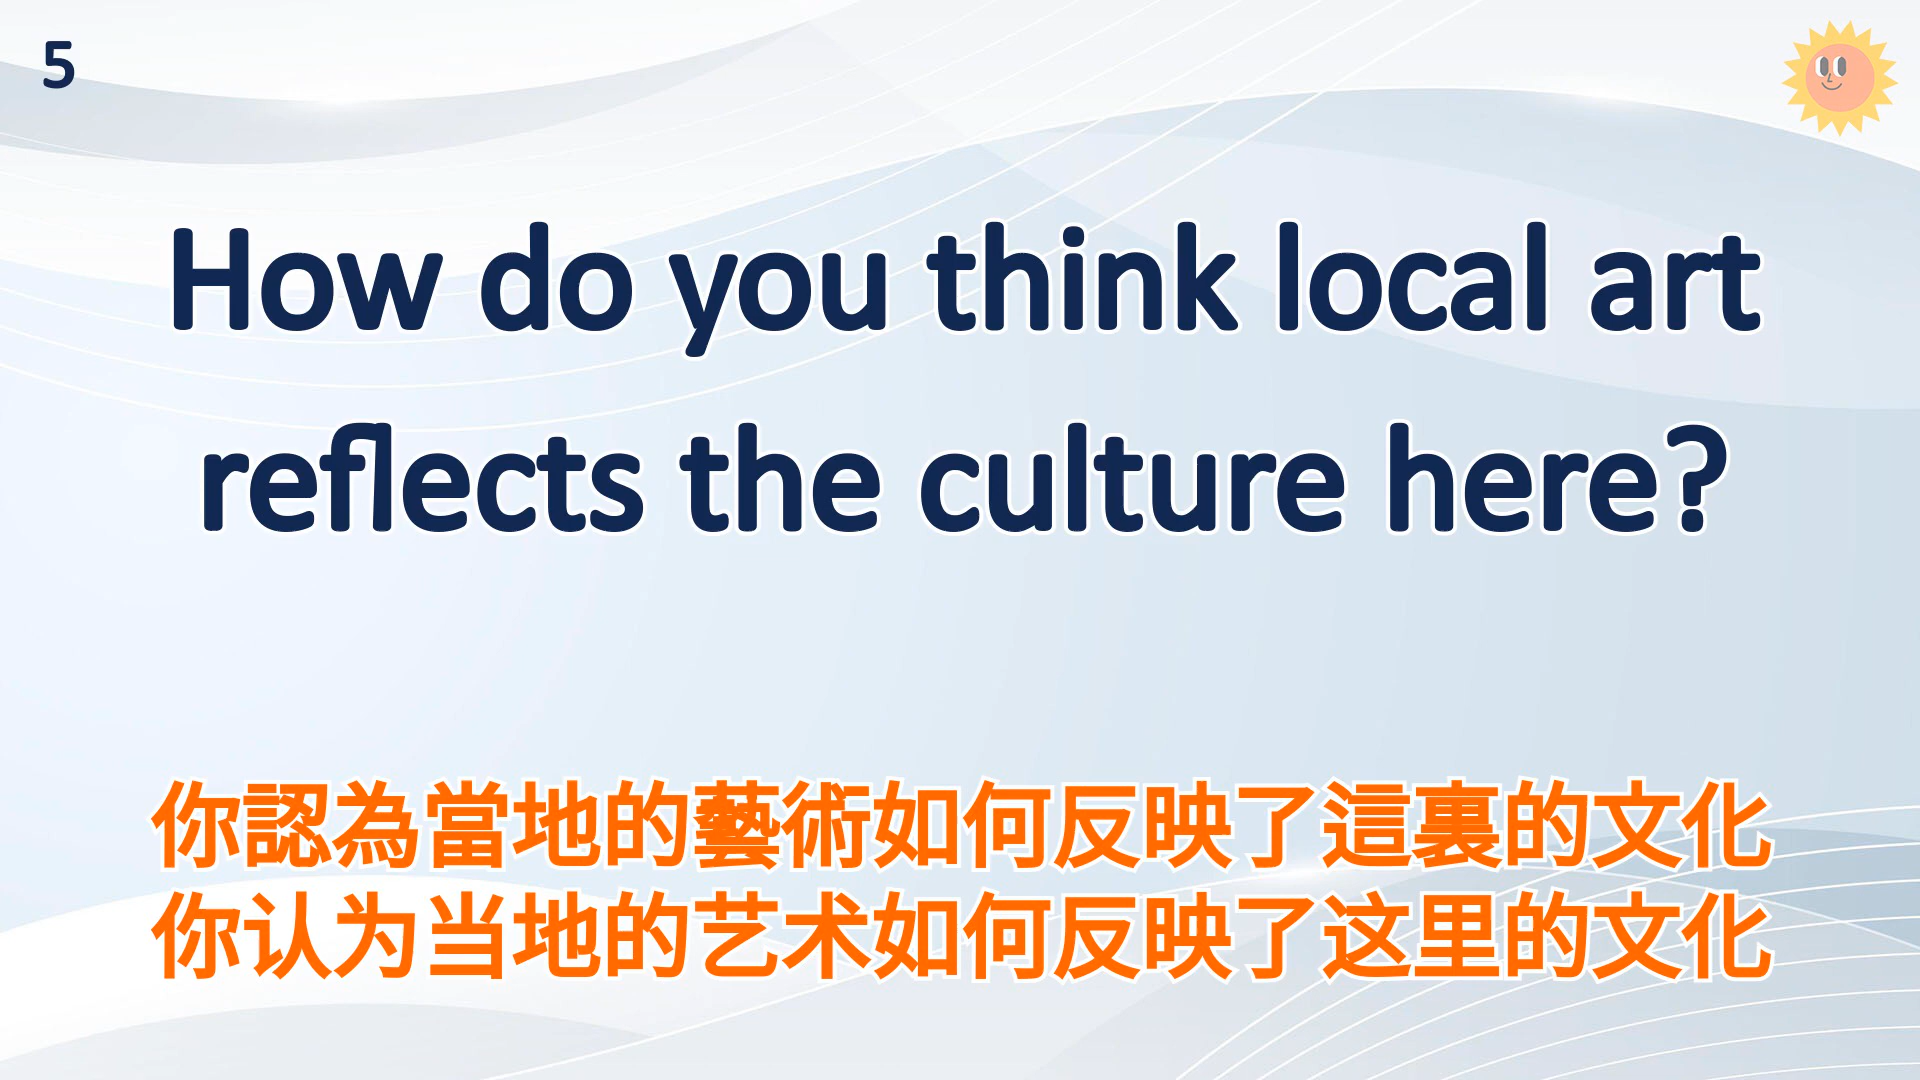 5
How do you think local art
reflects the culture here?
你認為當地的藝術如何反映了這裏的文化
你认为当地的艺术如何反映了这里的文化